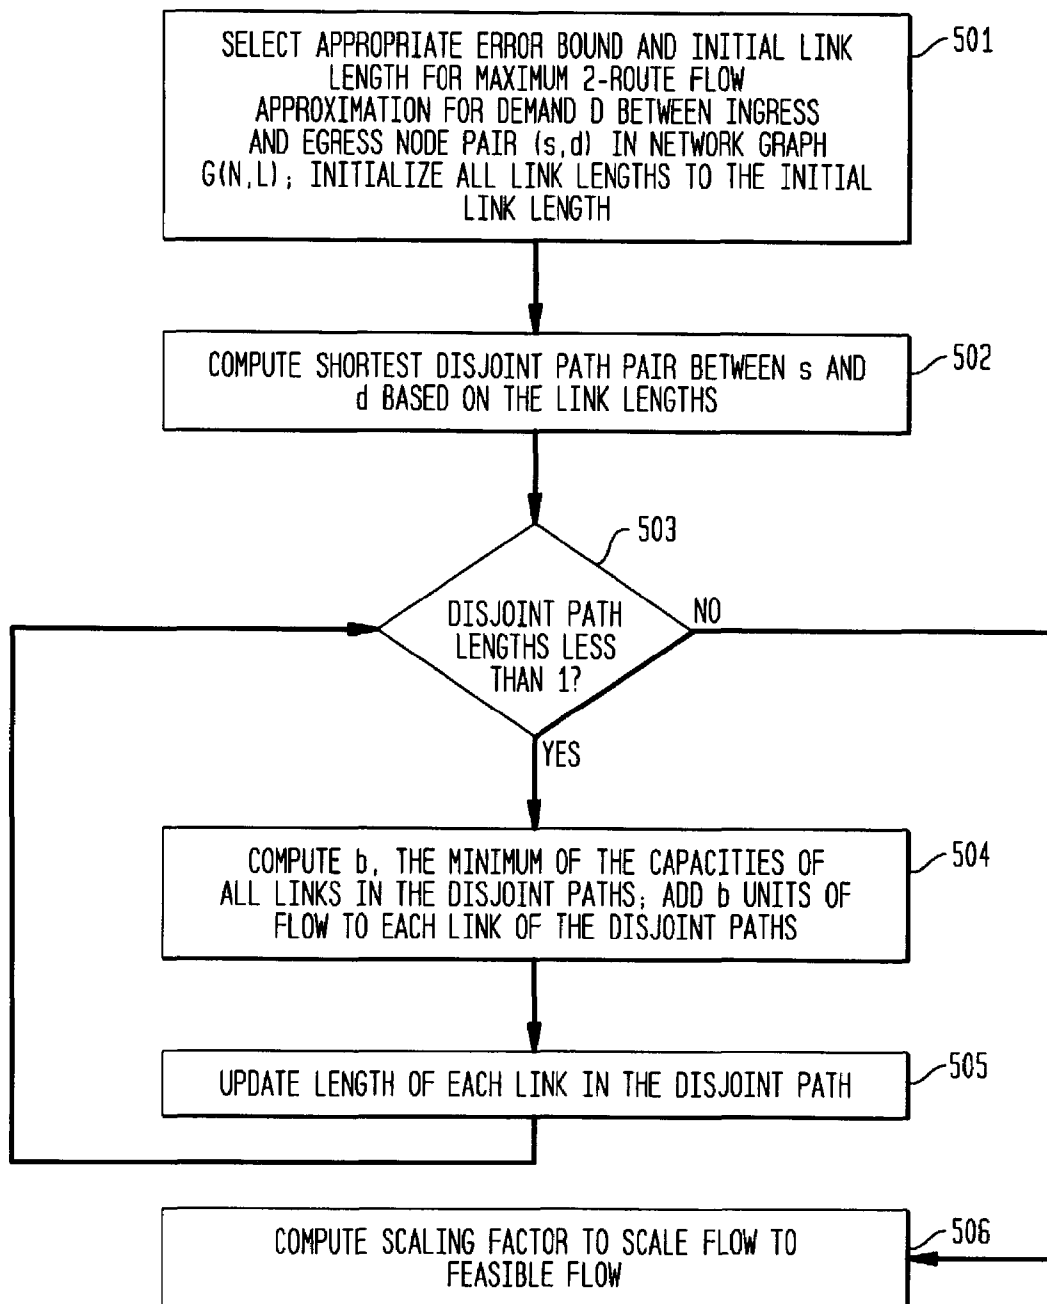 SELECT APPROPRIATE ERROR BOUND AND INITIAL LINK
LENGTH FOR MAXIMUM 2-ROUTE FLOW
APPROXIMATION FOR DEMAND D BETWEEN INGRESS
AND EGRESS NODE PAIR (s,d) IN NETWORK GRAPH
G(N,L); INITIALIZE ALL LINK LENGTHS TO THE INITIAL
LINK LENGTH
501
COMPUTE SHORTEST DISJOINT PATH PAIR BETWEEN s AND
d BASED ON THE LINK LENGTHS
502
503
DISJOINT PATH
LENGTHS LESS
THAN 1?
NO
YES
COMPUTE b, THE MINIMUM OF THE CAPACITIES OF
ALL LINKS IN THE DISJOINT PATHS; ADD b UNITS OF
FLOW TO EACH LINK OF THE DISJOINT PATHS
504
UPDATE LENGTH OF EACH LINK IN THE DISJOINT PATH
505
COMPUTE SCALING FACTOR TO SCALE FLOW TO
FEASIBLE FLOW
506